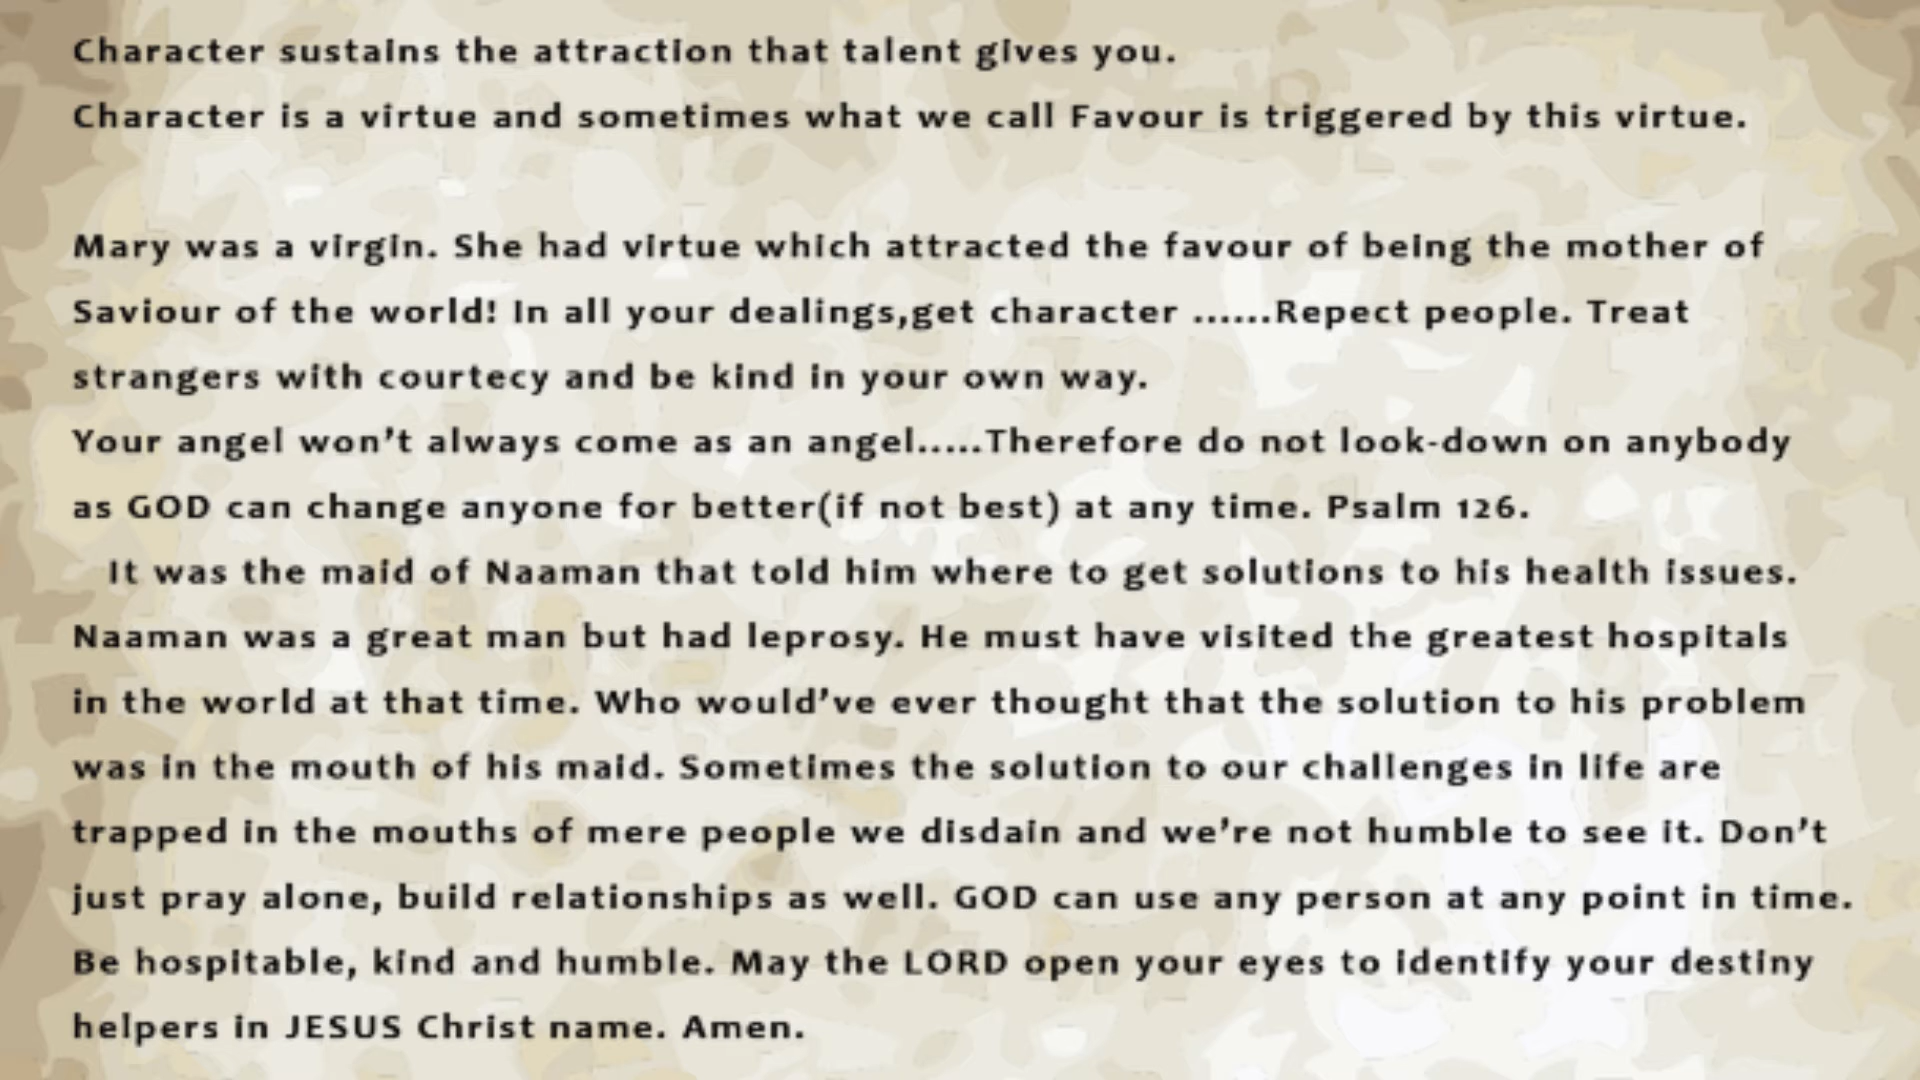 Character sustains the attraction that talent gives you.
Character is a virtue and sometimes what we call Favour is triggered by this virtue.
Mary was a virgin. She had virtue which attracted the favour of being the mother of
Saviour of the world! In all your dealings,get character ......Repect people. Treat
strangers with courtecy and be kind in your own way.
Your angel won't always come as an angel.....Therefore do not look-down on anybody
as GOD can change anyone for better(if not best) at any time. Psalm 126.
It was the maid of Naaman that told him where to get solutions to his health issues.
Naaman was a great man but had leprosy. He must have visited the greatest hospitals
in the world at that time. Who would've ever thought that the solution to his problem
was in the mouth of his maid. Sometimes the solution to our challenges in life are
trapped in the mouths of mere people we disdain and we're not humble to see it. Don't
just pray alone, build relationships as well. GOD can use any person at any point in time.
Be hospitable, kind and humble. May the LORD open your eyes to identify your destiny
helpers in JESUS Christ name. Amen.